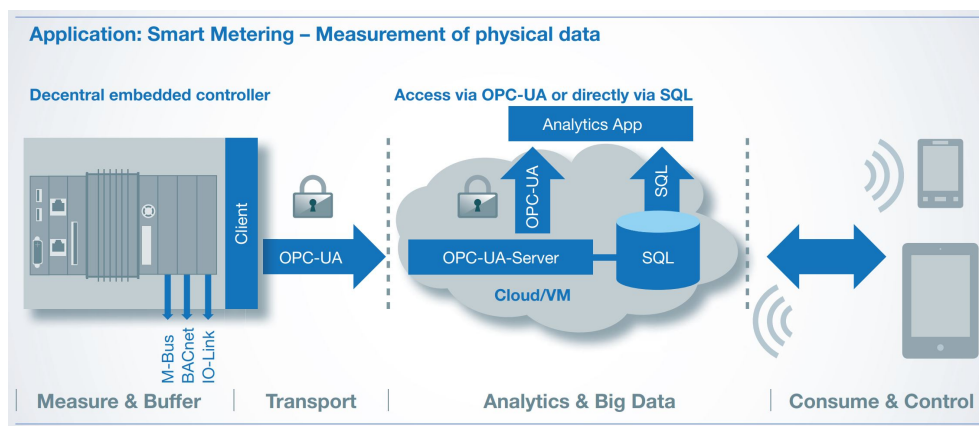 Application: Smart Metering – Measurement of physical data
Decentral embedded controller
Access via OPC-UA or directly via SQL
Analytics App
Client
OPC-UA
OPC-UA
SQL
OPC-UA-Server
SQL
Cloud/VM
M-Bus
BACnet
IO-Link
Measure & Buffer
Transport
Analytics & Big Data
Consume & Control